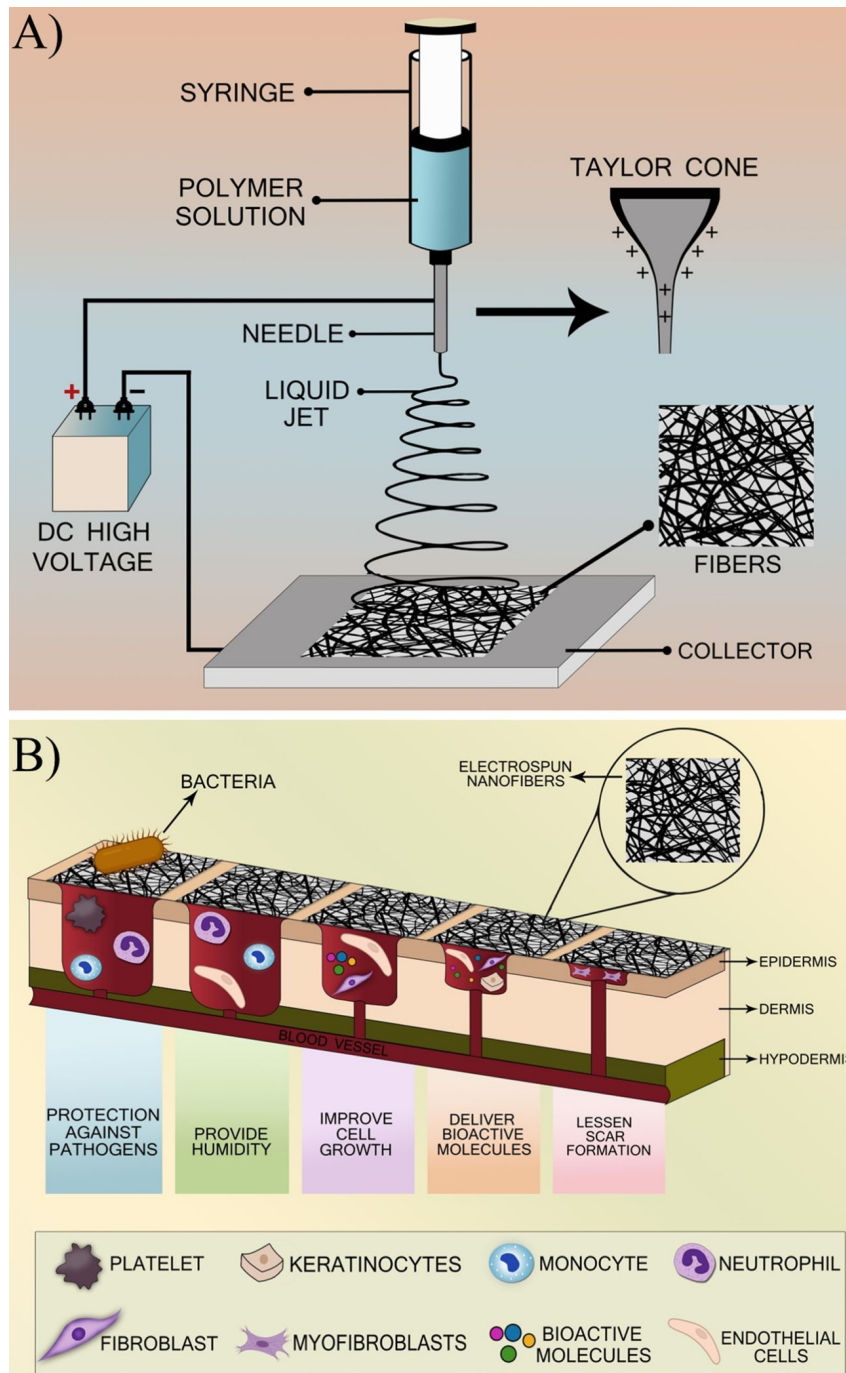 A)
SYRINGE
POLYMER
SOLUTION
TAYLOR CONE
+ +
+ +
+ +
+
+
NEEDLE
+ −
LIQUID
JET
DC HIGH
VOLTAGE
FIBERS
COLLECTOR
B)
BACTERIA
ELECTROSPUN
NANOFIBERS
EPIDERMIS
DERMIS
HYPODERMIS
BLOOD VESSEL
PROTECTION
AGAINST
PATHOGENS
PROVIDE
HUMIDITY
IMPROVE
CELL
GROWTH
DELIVER
BIOACTIVE
MOLECULES
LESSEN
SCAR
FORMATION
PLATELET
KERATINOCYTES
MONOCYTE
NEUTROPHIL
FIBROBLAST
MYOFIBROBLASTS
BIOACTIVE
MOLECULES
ENDOTHELIAL
CELLS